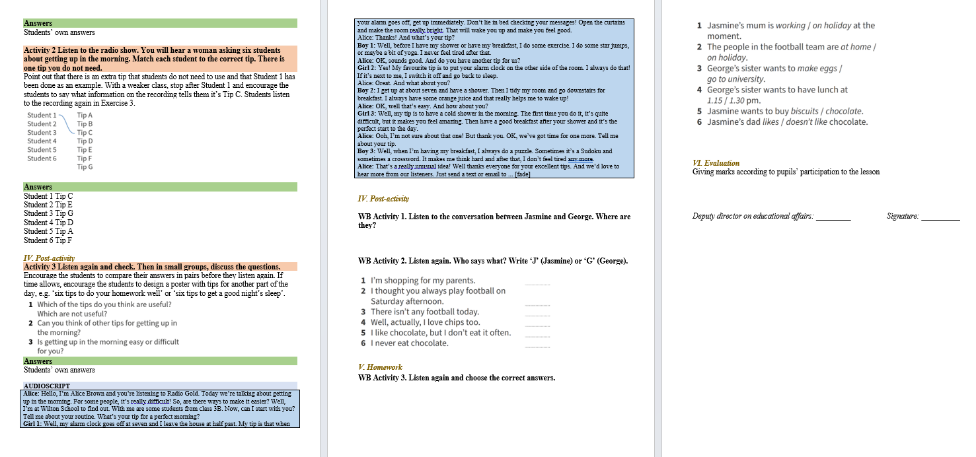 Answers
Students' own answers
Activity 2 Listen to the radio show. You will hear a woman asking six students
about getting up in the morning. Match each student to the correct tip. There is
one tip you do not need.
Point out that there is an extra tip that students do not need to use and that Student 1 has
been done as an example. With a weaker class, stop after Student 1 and encourage the
students to say what information on the recording tells them it's Tip C. Students listen
to the recording again in Exercise 3.
Student 1 Tip A
Student 2 Tip B
Student 3 Tip C
Student 4 Tip D
Student 5 Tip E
Student 6 Tip F
Tip G
Answers
Student 1 Tip C
Student 2 Tip E
Student 3 Tip G
Student 4 Tip D
Student 5 Tip A
Student 6 Tip F
IV. Post-activity
Activity 3 Listen again and check. Then in small groups, discuss the questions.
Encourage the students to compare their answers in pairs before they listen again. If
time allows, encourage the students to design a poster with tips for another part of the
day, e.g. 'six tips to do your homework well' or 'six tips to get a good night's sleep'.
1 Which of the tips do you think are useful?
Which are not useful?
2 Can you think of other tips for getting up in
the morning?
3 Is getting up in the morning easy or difficult
for you?
Answers
Students' own answers
AUDIOSCRIPT
Alice: Hello, I'm Alice Brown and you're listening to Radio Gold. Today we're talking about getting
up in the morning. For some people, it's really difficult! So, are there ways to make it easier? Well,
I'm at Wilton School to find out. With me are some students from class 3B. Now, can I start with you?
Tell me about your routine. What's your tip for a perfect morning?
Girl 1: Well, my alarm clock goes off at seven and I leave the house at half past. My tip is that when
your alarm goes off, get up immediately. Don't lie in bed checking your messages! Open the curtains
and make the room really bright. That will wake you up and make you feel good.
Alice: Thanks! And what's your tip?
Boy 1: Well, before I have my shower or have my breakfast, I do some exercise. I do some star jumps,
or maybe a bit of yoga. I never feel tired after that.
Alice: OK, sounds good. And do you have another tip for us?
Girl 2: Yes! My favourite tip is to put your alarm clock on the other side of the room. I always do that!
If it's next to me, I switch it off and go back to sleep.
Alice: Great. And what about you?
Boy 2: I get up at about seven and have a shower. Then I tidy my room and go downstairs for
breakfast. I always have some orange juice and that really helps me to wake up!
Alice: OK, well that's easy. And how about you?
Girl 3: Well, my tip is to have a cold shower in the morning. The first time you do it, it's quite
difficult, but it makes you feel amazing. Then have a good breakfast after your shower and it's the
perfect start to the day.
Alice: Ooh, I'm not sure about that one! But thank you. OK, we've got time for one more. Tell me
about your tip.
Boy 3: Well, when I'm having my breakfast, I always do a puzzle. Sometimes it's a Sudoku and
sometimes a crossword. It makes me think hard and after that, I don't feel tired any more.
Alice: That's a really unusual idea! Well thanks everyone for your excellent tips. And we'd love to
hear more from our listeners. Just send a text or email to ... [fade]
IV. Post-activity
WB Activity 1. Listen to the conversation between Jasmine and George. Where are
they?
WB Activity 2. Listen again. Who says what? Write 'J' (Jasmine) or 'G' (George).
1 I'm shopping for my parents.
2 I thought you always play football on
Saturday afternoon.
3 There isn't any football today.
4 Well, actually, I love chips too.
5 I like chocolate, but I don't eat it often.
6 I never eat chocolate.
V. Homework
WB Activity 3. Listen again and choose the correct answers.
1 Jasmine's mum is working / on holiday at the
moment.
2 The people in the football team are at home /
on holiday.
3 George's sister wants to make eggs /
go to university.
4 George's sister wants to have lunch at
1.15 / 1.30 pm.
5 Jasmine wants to buy biscuits / chocolate.
6 Jasmine's dad likes / doesn't like chocolate.
VI. Evaluation
Giving marks according to pupils' participation to the lesson
Deputy director on educational affairs: ________ Signature: ________